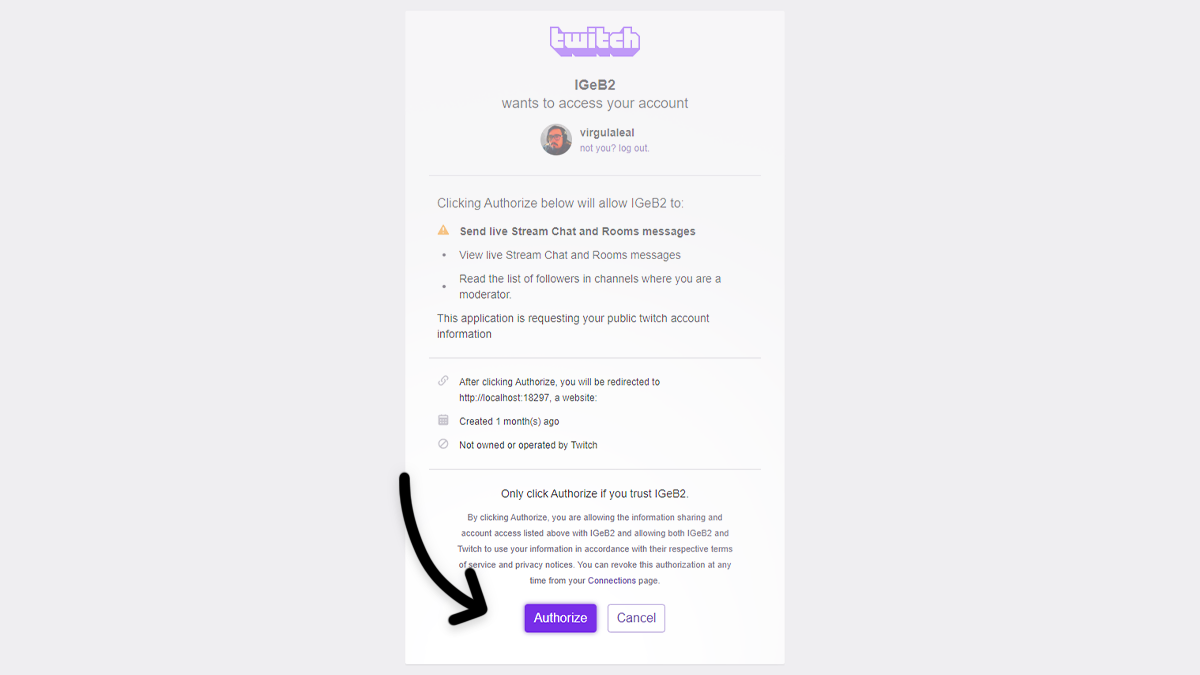 twitch
IGeB2
wants to access your account
virgulaleal
not you? log out.
Clicking Authorize below will allow IGeB2 to:
Send live Stream Chat and Rooms messages
• View live Stream Chat and Rooms messages
• Read the list of followers in channels where you are a
moderator.
This application is requesting your public twitch account
information
After clicking Authorize, you will be redirected to
http://localhost:18297, a website:
Created 1 month(s) ago
Not owned or operated by Twitch
Only click Authorize if you trust IGeB2.
By clicking Authorize, you are allowing the information sharing and
account access listed above with IGeB2 and allowing both IGeB2 and
Twitch to use your information in accordance with their respective terms
of service and privacy notices. You can revoke this authorization at any
time from your Connections page.
Authorize Cancel